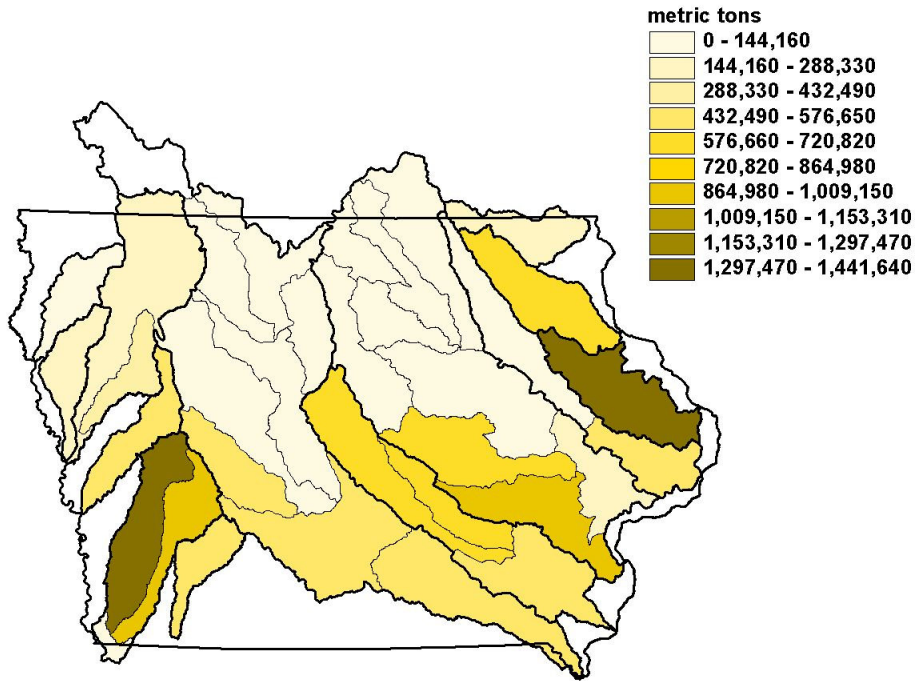 metric tons
0 - 144,160
144,160 - 288,330
288,330 - 432,490
432,490 - 576,650
576,660 - 720,820
720,820 - 864,980
864,980 - 1,009,150
1,009,150 - 1,153,310
1,153,310 - 1,297,470
1,297,470 - 1,441,640